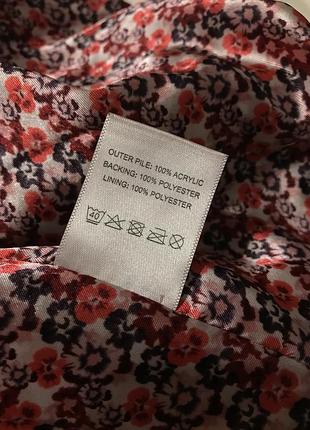 OUTER PILE: 100% ACRYLIC
BACKING: 100% POLYESTER
LINING: 100% POLYESTER
40